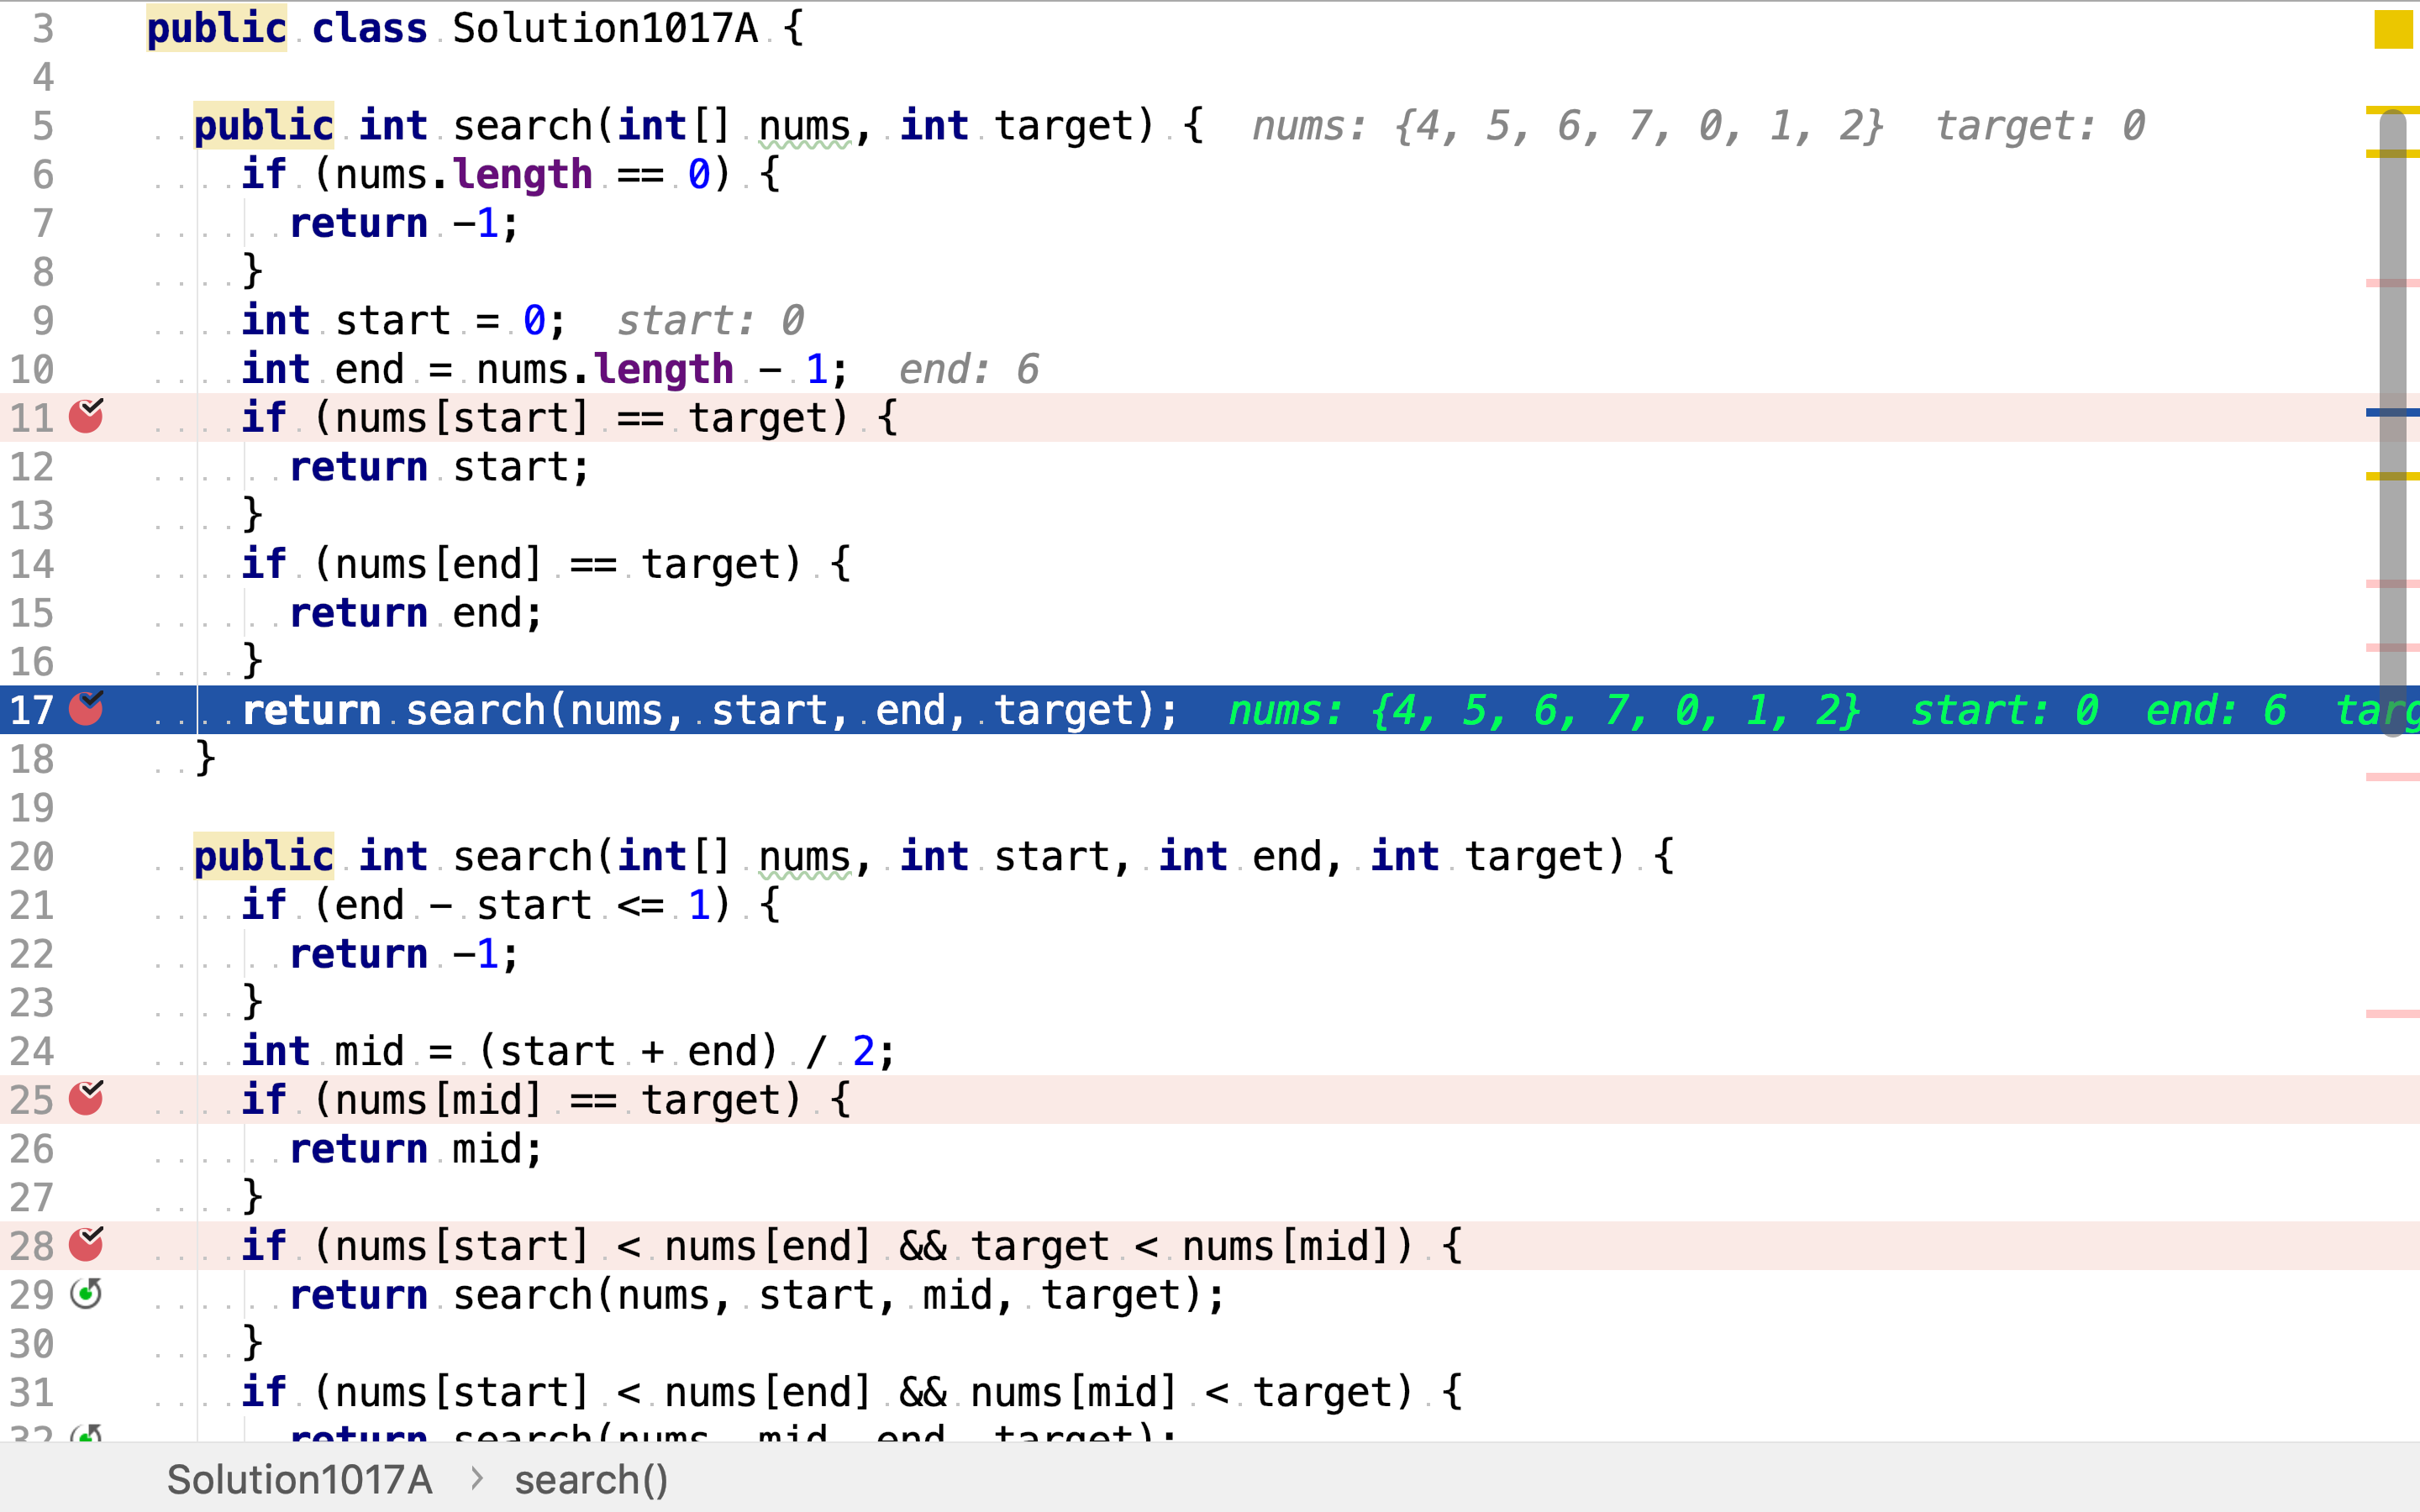 3 public class Solution1017A {
4
5 public int search(int[] nums, int target) { nums: {4, 5, 6, 7, 0, 1, 2} target: 0
6 if (nums.length == 0) {
7 return -1;
8 }
9 int start = 0; start: 0
10 int end = nums.length - 1; end: 6
11 if (nums[start] == target) {
12 return start;
13 }
14 if (nums[end] == target) {
15 return end;
16 }
17 return search(nums, start, end, target); nums: {4, 5, 6, 7, 0, 1, 2} start: 0 end: 6 targ
18 }
19
20 public int search(int[] nums, int start, int end, int target) {
21 if (end - start <= 1) {
22 return -1;
23 }
24 int mid = (start + end) / 2;
25 if (nums[mid] == target) {
26 return mid;
27 }
28 if (nums[start] < nums[end] && target < nums[mid]) {
29 return search(nums, start, mid, target);
30 }
31 if (nums[start] < nums[end] && nums[mid] < target) {
32 return search(nums, mid, end, target);
Solution1017A > search()